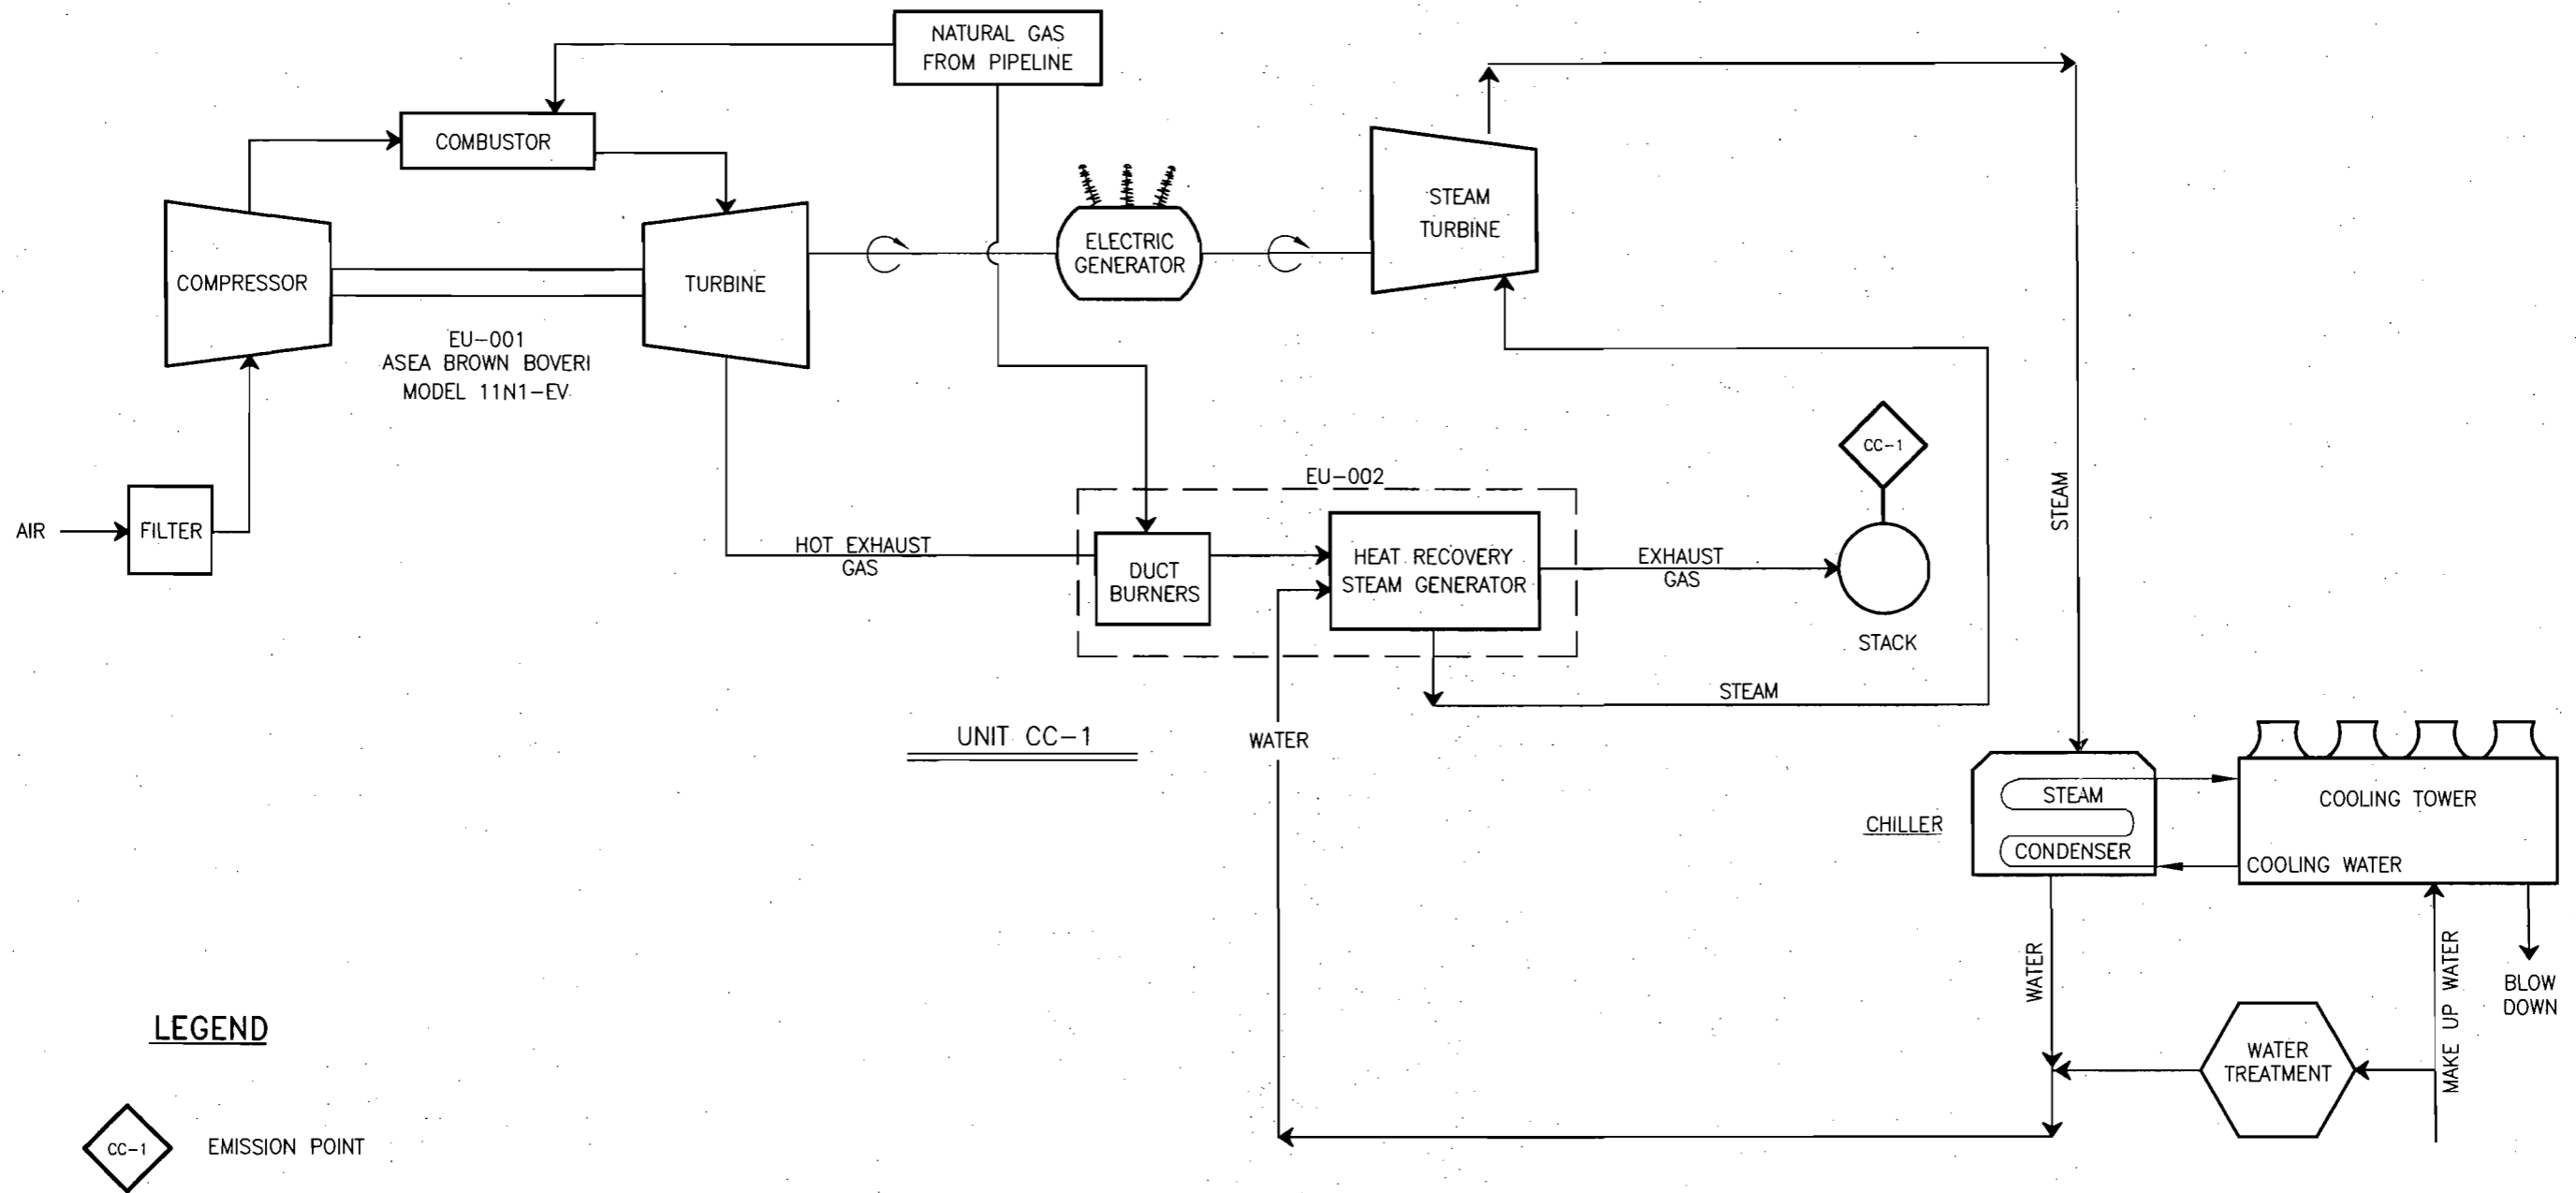 NATURAL GAS
FROM PIPELINE
COMBUSTOR
COMPRESSOR
TURBINE
EU-001
ASEA BROWN BOVERI
MODEL 11N1-EV
ELECTRIC
GENERATOR
STEAM
TURBINE
AIR
FILTER
HOT EXHAUST
GAS
EU-002
DUCT
BURNERS
HEAT RECOVERY
STEAM GENERATOR
EXHAUST
GAS
CC-1
STACK
STEAM
STEAM
UNIT CC-1
WATER
CHILLER
STEAM
CONDENSER
COOLING TOWER
COOLING WATER
WATER
MAKE UP WATER
BLOW
DOWN
WATER
TREATMENT
LEGEND
CC-1
EMISSION POINT